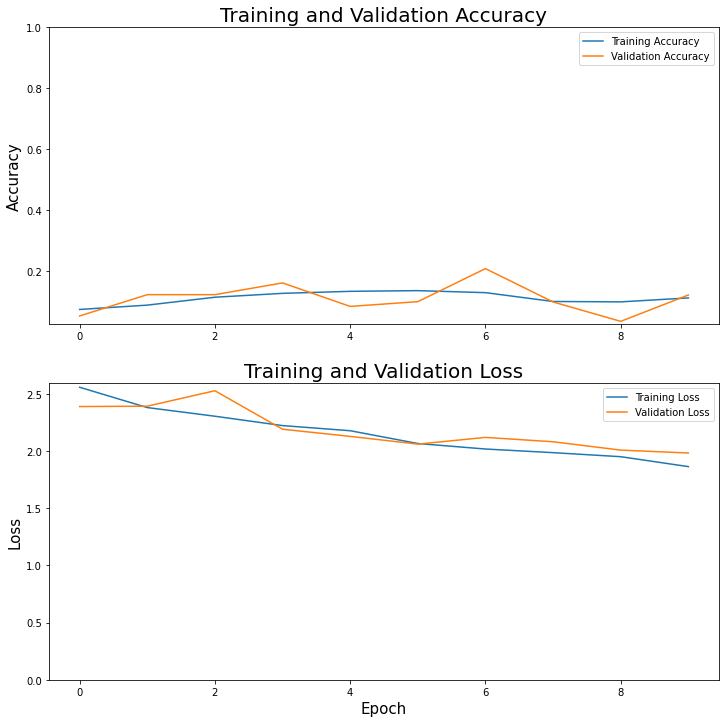 Training and Validation Accuracy
1.0
0.8
0.6
0.4
0.2
Accuracy
Training Accuracy
Validation Accuracy
0 2 4 6 8
Training and Validation Loss
2.5
2.0
1.5
1.0
0.5
0.0
Loss
Training Loss
Validation Loss
0 2 4 6 8
Epoch